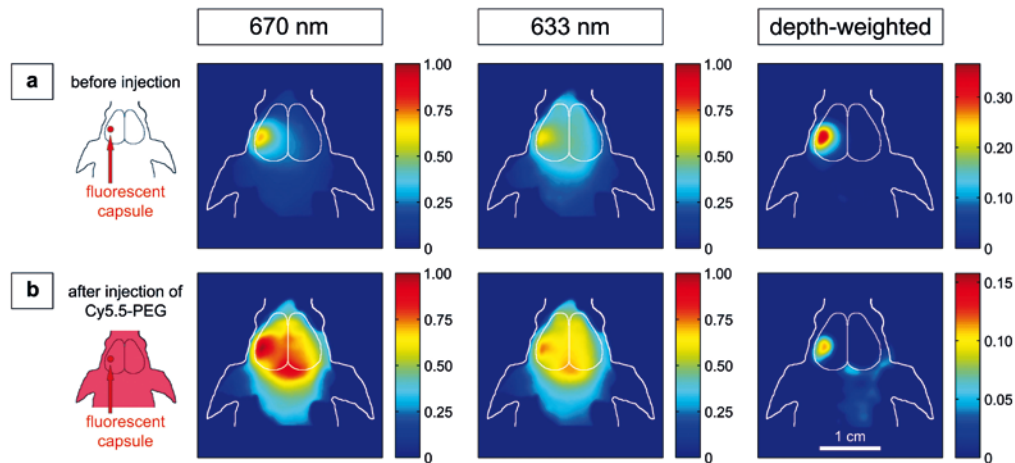 670 nm
633 nm
depth-weighted
a
before injection
fluorescent
capsule
1.00
0.75
0.50
0.25
0
1.00
0.75
0.50
0.25
0
0.30
0.20
0.10
0
b
after injection of
Cy5.5-PEG
fluorescent
capsule
1.00
0.75
0.50
0.25
0
1.00
0.75
0.50
0.25
0
0.15
0.10
0.05
0
1 cm